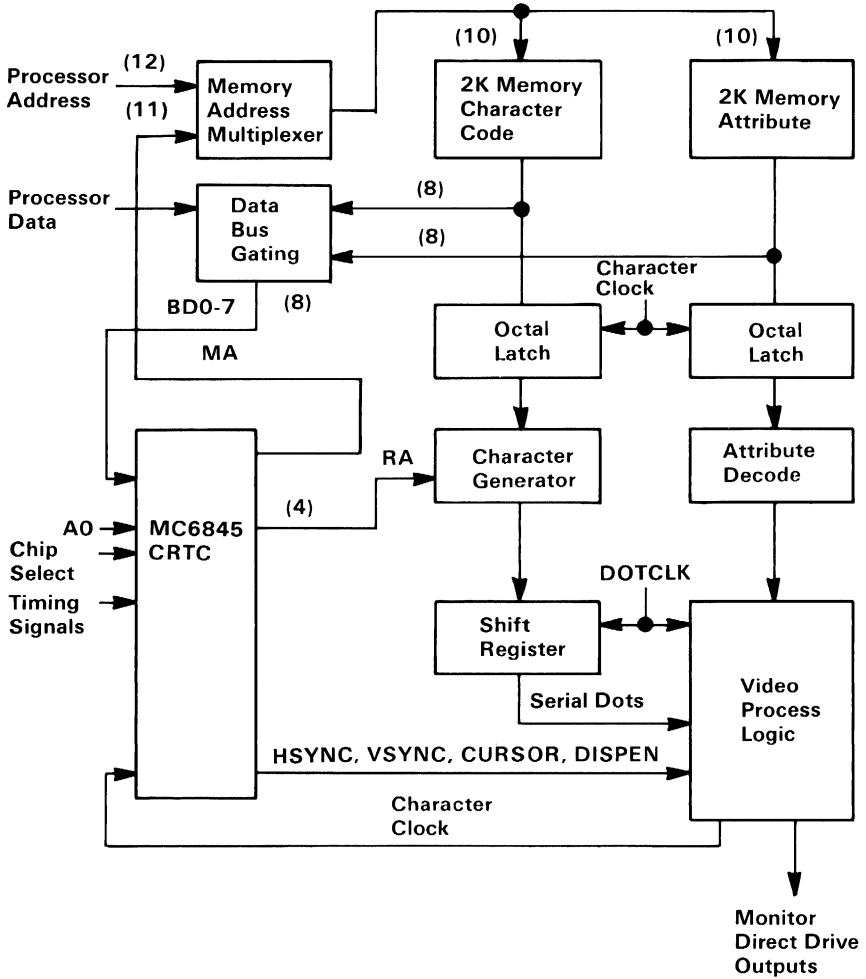 (12)
(10)
(10)
Processor
Address
(11)
Memory
Address
Multiplexer
2K Memory
Character
Code
2K Memory
Attribute
Processor
Data
Data
Bus
Gating
(8)
(8)
Character
Clock
BD0-7
(8)
MA
Octal
Latch
Octal
Latch
RA
Character
Generator
Attribute
Decode
(4)
A0
Chip
Select
Timing
Signals
MC6845
CRTC
DOTCLK
Shift
Register
Serial Dots
Video
Process
Logic
HSYNC, VSYNC, CURSOR, DISPEN
Character
Clock
Monitor
Direct Drive
Outputs